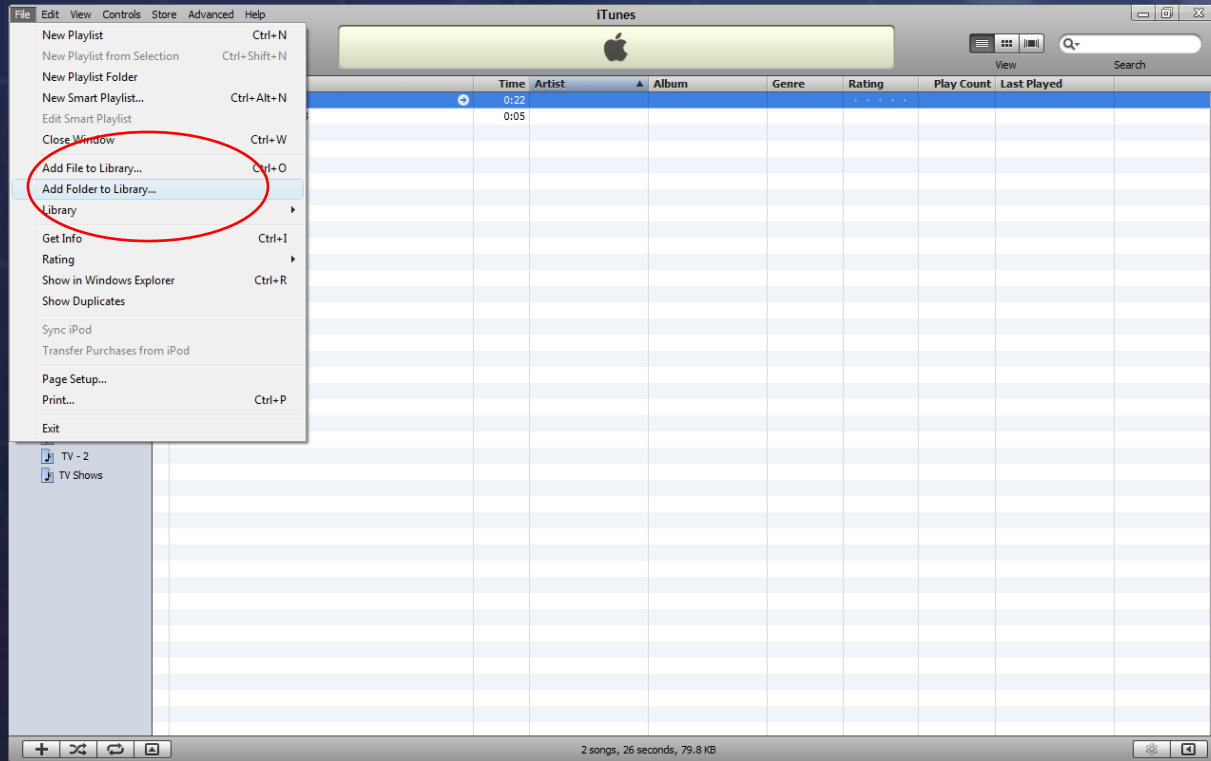 File Edit View Controls Store Advanced Help
iTunes
New Playlist Ctrl+N
New Playlist from Selection Ctrl+Shift+N
New Playlist Folder
New Smart Playlist... Ctrl+Alt+N
Edit Smart Playlist
Close Window Ctrl+W
Add File to Library... Ctrl+O
Add Folder to Library...
Library
Get Info Ctrl+I
Rating
Show in Windows Explorer Ctrl+R
Show Duplicates
Sync iPod
Transfer Purchases from iPod
Page Setup...
Print... Ctrl+P
Exit
TV - 2
TV Shows
View Search
Time Artist Album Genre Rating Play Count Last Played
0:22
0:05
2 songs, 26 seconds, 79.8 KB